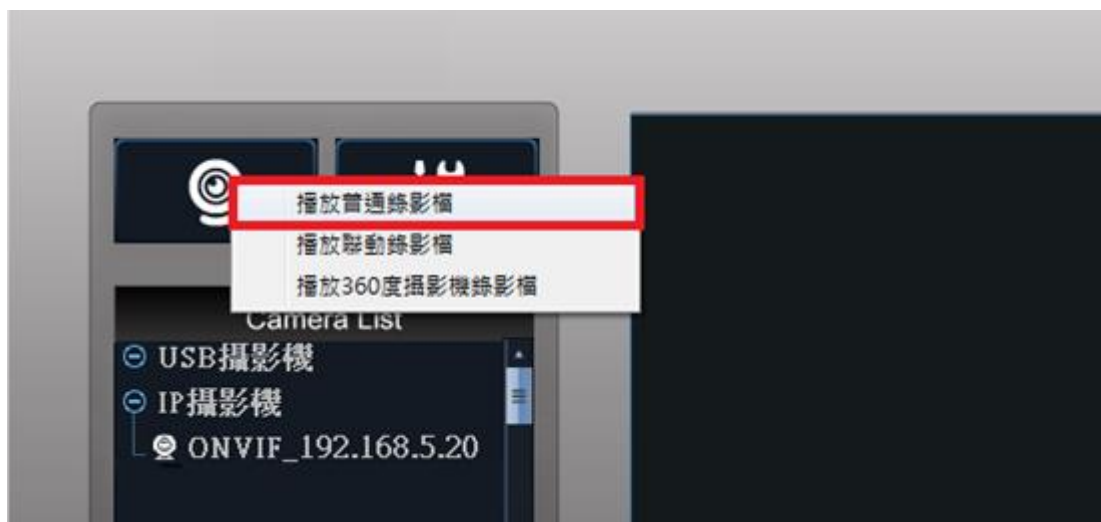 播放普通錄影檔
播放聯動錄影檔
播放360度攝影機錄影檔
Camera List
USB攝影機
IP攝影機
ONVIF_192.168.5.20